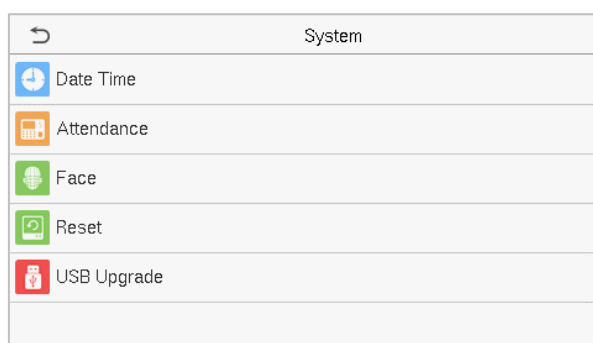 System
Date Time
Attendance
Face
Reset
USB Upgrade